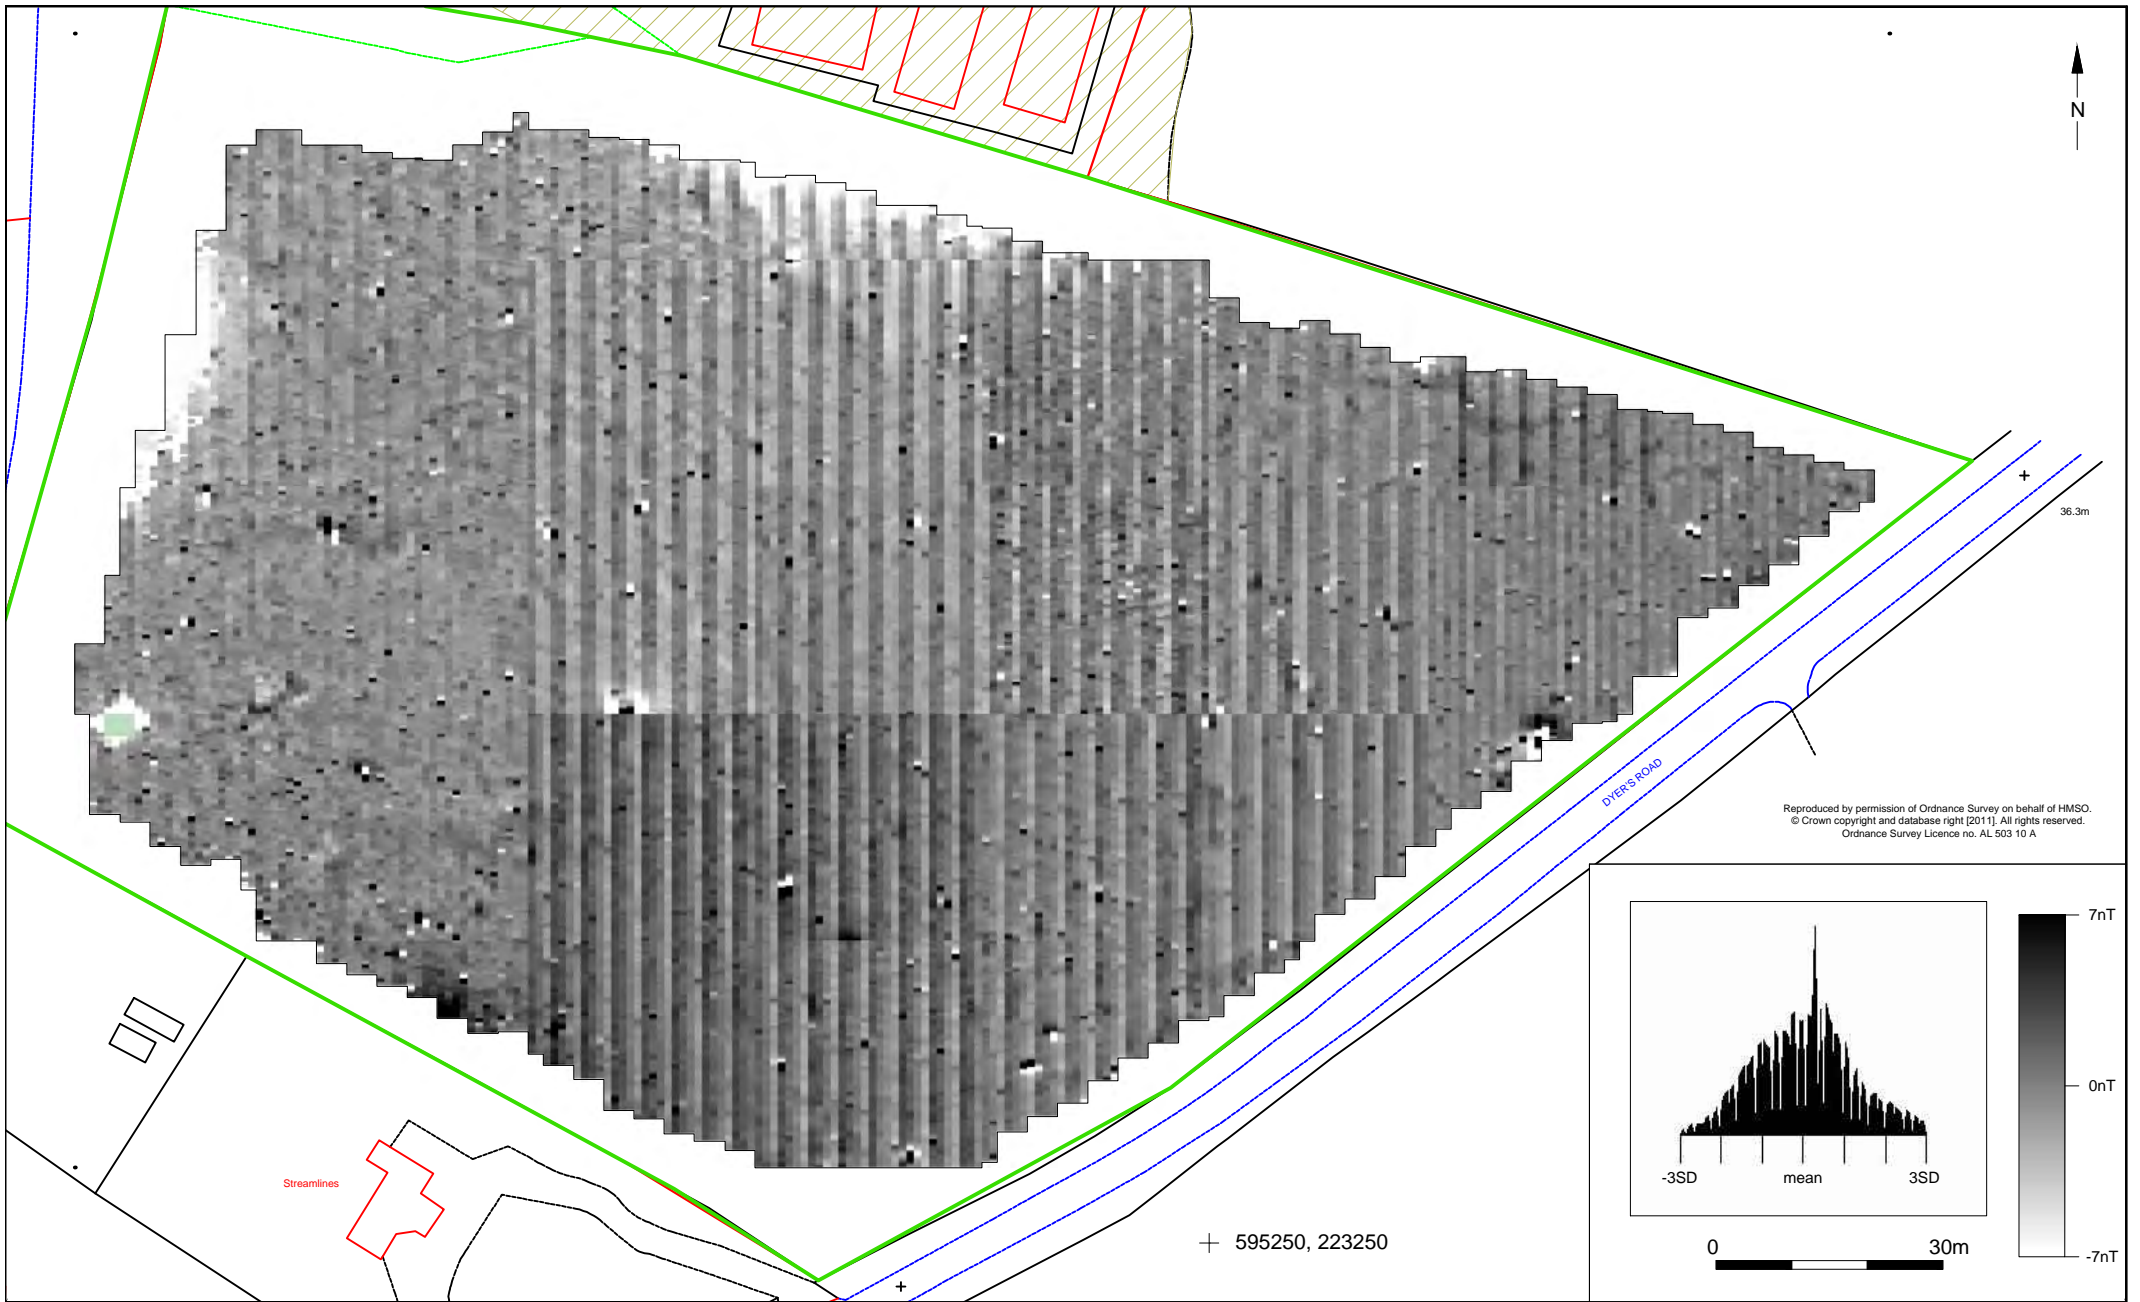 N
36.3m
DYER'S ROAD
Reproduced by permission of Ordnance Survey on behalf of HMSO.
© Crown copyright and database right [2011]. All rights reserved.
Ordnance Survey Licence no. AL 503 10 A
7nT
0nT
-7nT
-3SD
mean
3SD
Streamlines
595250, 223250
0
30m